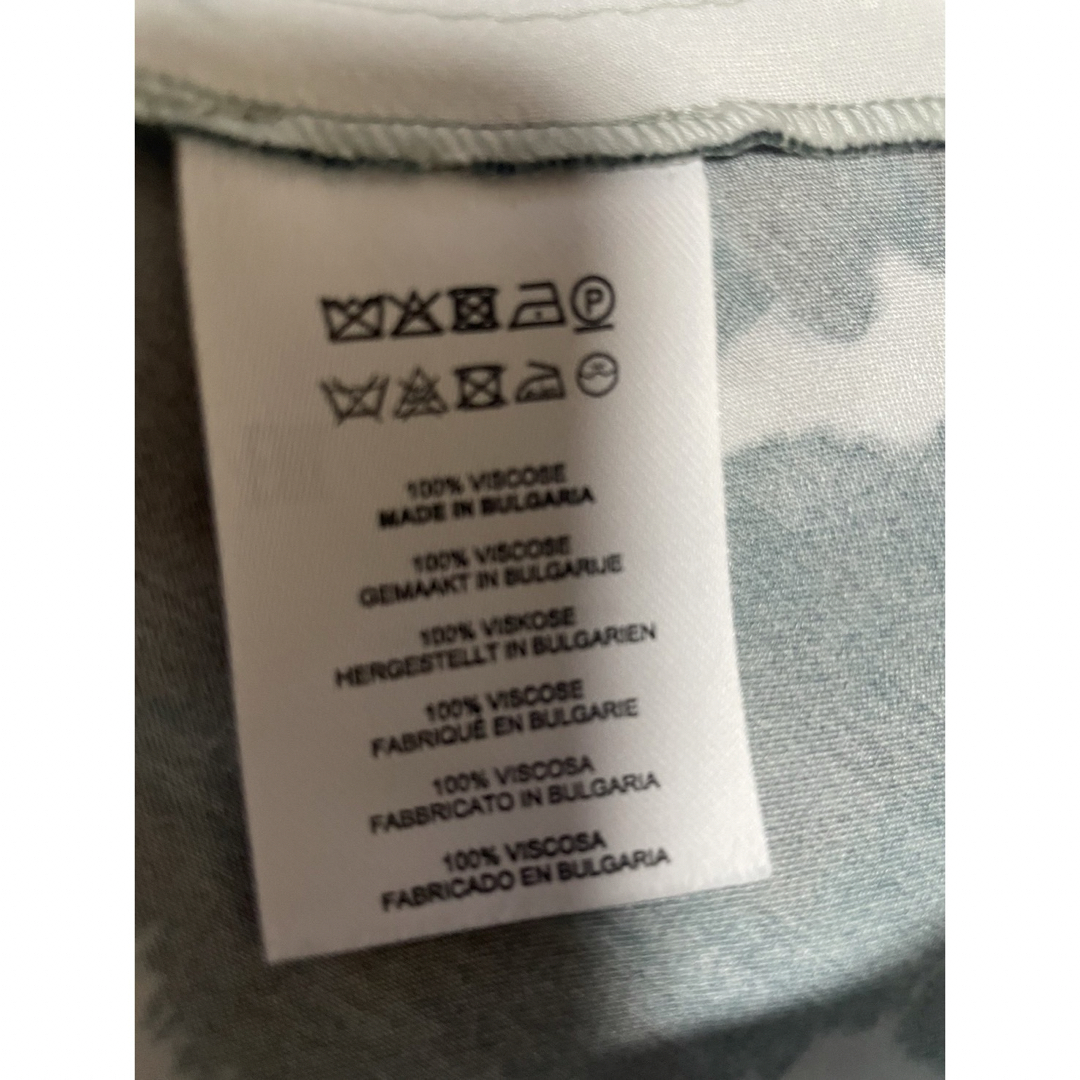 P
100% VISCOSE
MADE IN BULGARIA
100% VISCOSE
GEMAAKT IN BULGARIJE
100% VISKOSE
HERGESTELLT IN BULGARIEN
100% VISCOSE
FABRIQUÉ EN BULGARIE
100% VISCOSA
FABBRICATO IN BULGARIA
100% VISCOSA
FABRICADO EN BULGARIA